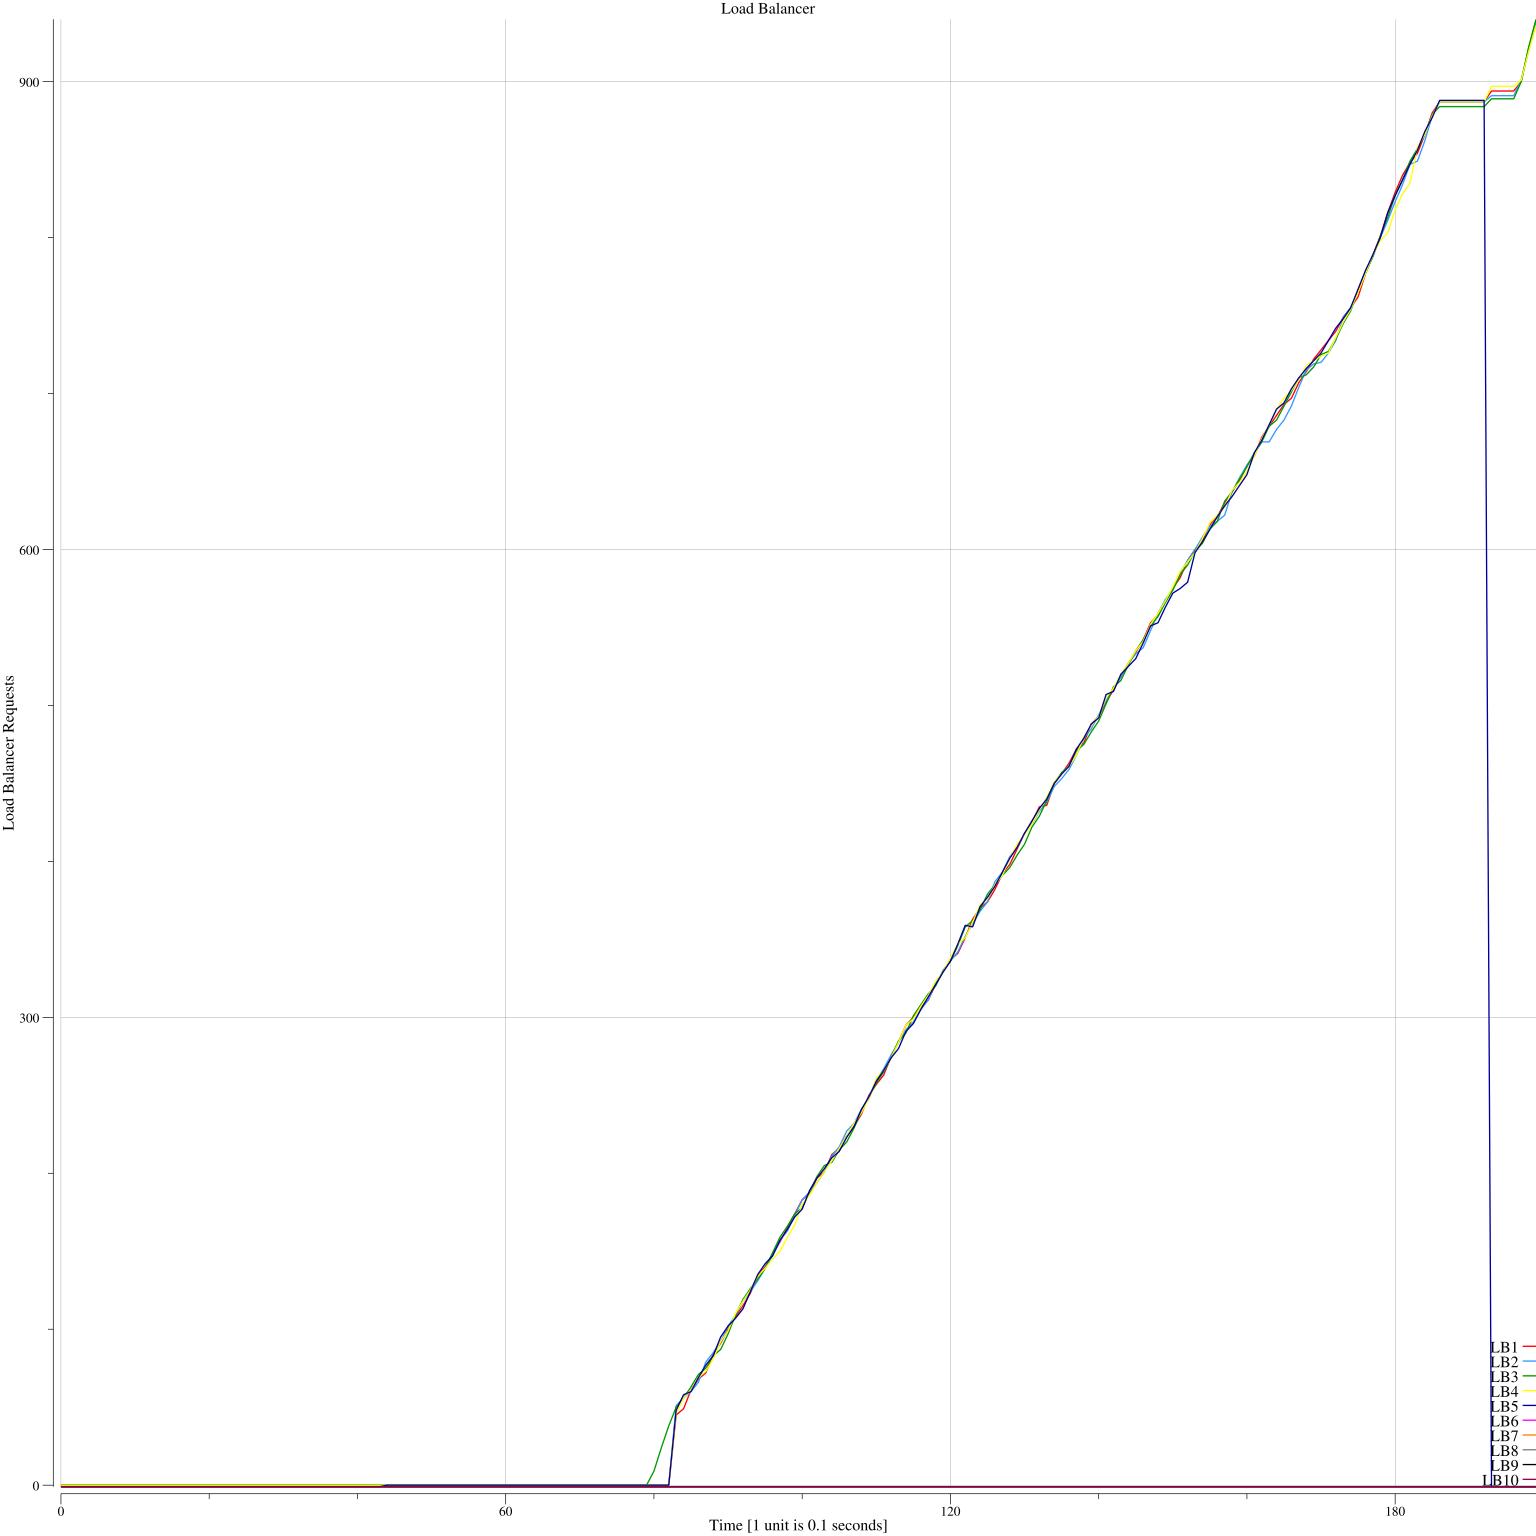 Load Balancer
900
600
300
0
Load Balancer Requests
0
60
120
180
Time [1 unit is 0.1 seconds]
LB1
LB2
LB3
LB4
LB5
LB6
LB7
LB8
LB9
LB10